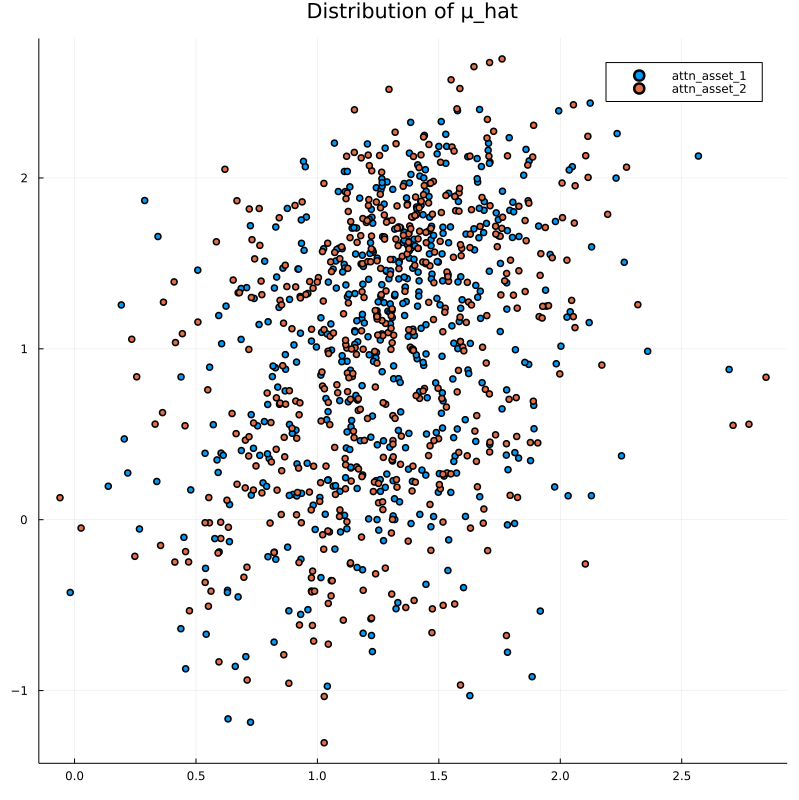 Distribution of μ_hat
attn_asset_1
attn_asset_2
2
1
0
−1
0.0 0.5 1.0 1.5 2.0 2.5